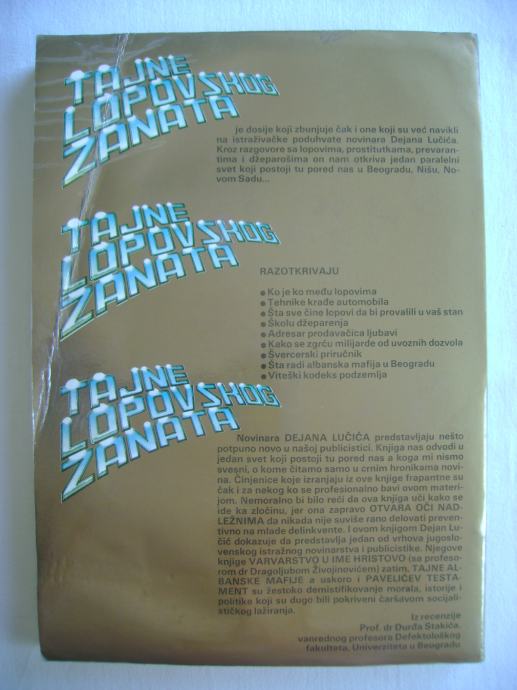 TAJNE
LOPOVSKOG
ZANATA
je dosije koji zbunjuje čak i one koji su već navikli
na istraživačke poduhvate novinara Dejana Lučića.
Kroz razgovore sa lopovima, prostitutkama, prevaran-
tima i džeparošima on nam otkriva jedan paralelni
svet koji postoji tu pored nas u Beogradu, Nišu, No-
vom Sadu...
TAJNE
LOPOVSKOG
ZANATA
RAZOTKRIVAJU
• Ko je ko među lopovima
• Tehnike krađe automobila
• Šta sve čine lopovi da bi provalili u vaš stan
• Školu džeparenja
• Adresar prodavačica ljubavi
• Kako se zgrću milijarde od uvoznih dozvola
• Švercerski priručnik
• Šta radi albanska mafija u Beogradu
• Viteški kodeks podzemlja
TAJNE
LOPOVSKOG
ZANATA
Novinara DEJANA LUČIĆA predstavljaju nešto
potpuno novo u našoj publicistici. Knjiga nas odvodi u
jedan svet koji postoji tu pored nas a koga mi nismo
svesni, o kome čitamo samo u crnim hronikama novi-
na. Činjenice koje izranjaju iz ove knjige frapantne su
čak i za nekog ko se profesionalno bavi ovom materi-
jom. Nemoralno bi bilo reći da ova knjiga uči kako se
ide ka zločinu, jer ona zapravo OTVARA OČI NAD-
LEŽNIMA da nikada nije suviše rano delovati preven-
tivno na mlade delinkvente. I ovom knjigom Dejan Lu-
čić dokazuje da predstavlja jedan od vrhova jugoslo-
venskog istražnog novinarstva i publicistike. Njegove
knjige VARVARSTVO U IME HRISTOVO (sa profeso-
rom dr Dragoljubom Živojinovićem) zatim, TAJNE AL-
BANSKE MAFIJE a uskoro i PAVELIĆEV TESTA-
MENT su žestoko demistifikovanje morala, istorije i
politike koji su dugo bili pokriveni čaršavom socijali-
stičkog lažiranja.
Iz recenzije
Prof. dr Đurđa Stakića,
vanrednog profesora Defektološkog
fakulteta, Univerziteta u Beogradu